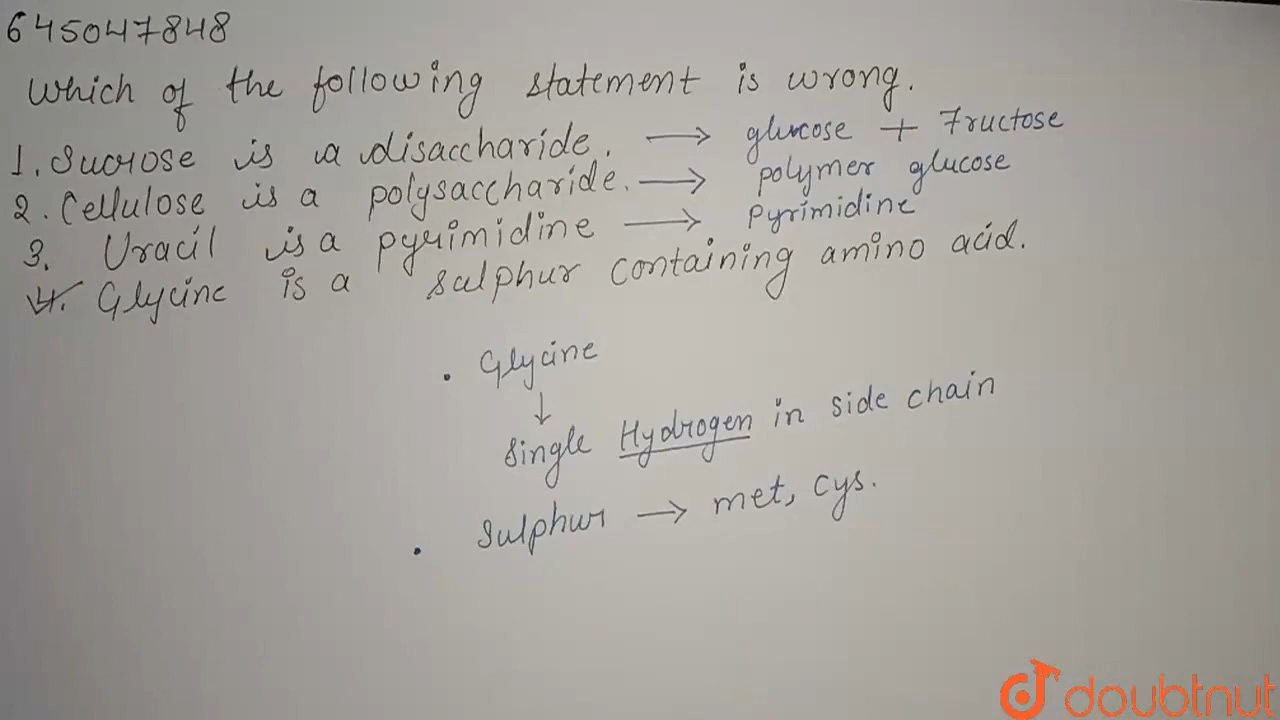 645047848
Which of the following statement is wrong.
1. Sucrose is a disaccharide. → glucose + Fructose
2. Cellulose is a polysaccharide. → polymer glucose
3. Uracil is a pyrimidine → Pyrimidine
4. Glycine is a sulphur containing amino acid.
• Glycine
↓
Single Hydrogen in side chain
• Sulphur → met, cys.
doubtnut